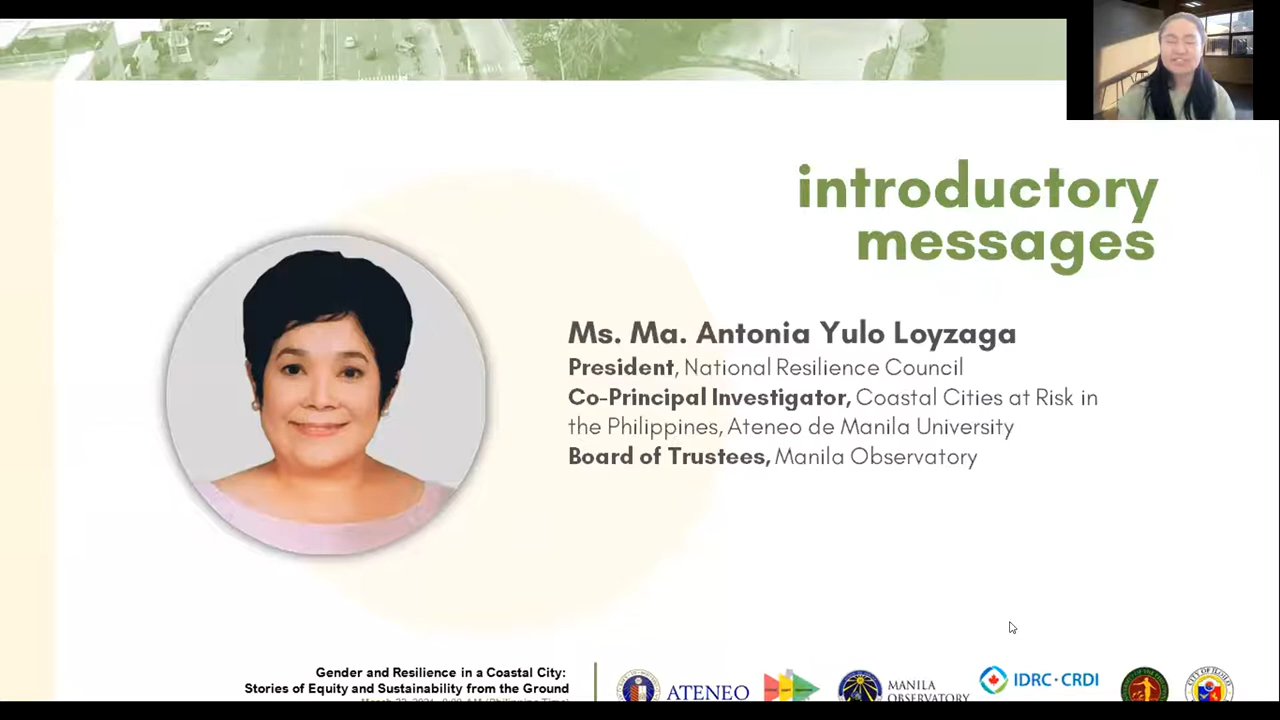 introductory
messages
Ms. Ma. Antonia Yulo Loyzaga
President, National Resilience Council
Co-Principal Investigator, Coastal Cities at Risk in
the Philippines, Ateneo de Manila University
Board of Trustees, Manila Observatory
Gender and Resilience in a Coastal City:
Stories of Equity and Sustainability from the Ground
ATENEO
MANILA
OBSERVATORY
IDRC · CRDI